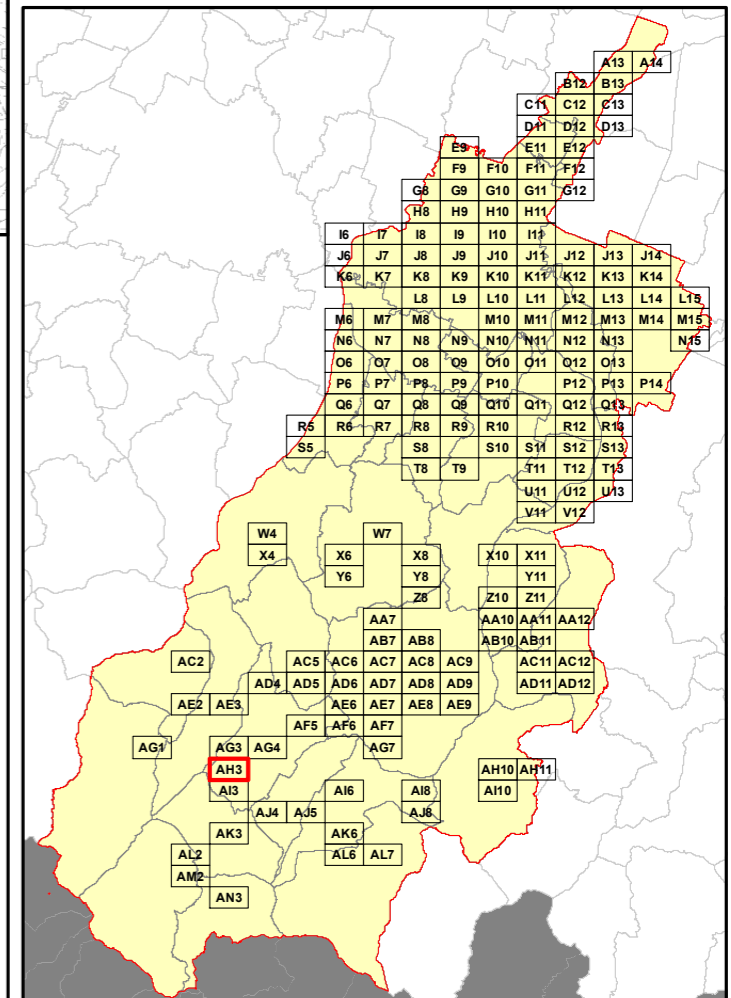 A13 A14
B12 B13
C11 C12 C13
D11 D12 D13
E9 E11 E12
F9 F10 F11 F12
G8 G9 G10 G11 G12
H8 H9 H10 H11
I6 I7 I8 I9 I10 I11
J6 J7 J8 J9 J10 J11 J12 J13 J14
K6 K7 K8 K9 K10 K11 K12 K13 K14
L8 L9 L10 L11 L12 L13 L14 L15
M6 M7 M8 M10 M11 M12 M13 M14 M15
N6 N7 N8 N9 N10 N11 N12 N13 N15
O6 O7 O8 O9 O10 O11 O12 O13
P6 P7 P8 P9 P10 P12 P13 P14
Q6 Q7 Q8 Q9 Q10 Q11 Q12 Q13
R5 R6 R7 R8 R9 R10 R12 R13
S5 S8 S10 S11 S12 S13
T8 T9 T11 T12 T13
U11 U12 U13
V11 V12
W4 W7
X4 X6 X8 X10 X11
Y6 Y8 Y11
Z8 Z10 Z11
AA7 AA10 AA11 AA12
AB7 AB8 AB10 AB11
AC2 AC5 AC6 AC7 AC8 AC9 AC11 AC12
AD4 AD5 AD6 AD7 AD8 AD9 AD11 AD12
AE2 AE3 AE6 AE7 AE8 AE9
AF5 AF6 AF7
AG1 AG3 AG4 AG7
AH3 AH10 AH11
AI3 AI6 AI8 AI10
AJ4 AJ5 AJ8
AK3 AK6
AL2 AL6 AL7
AM2
AN3